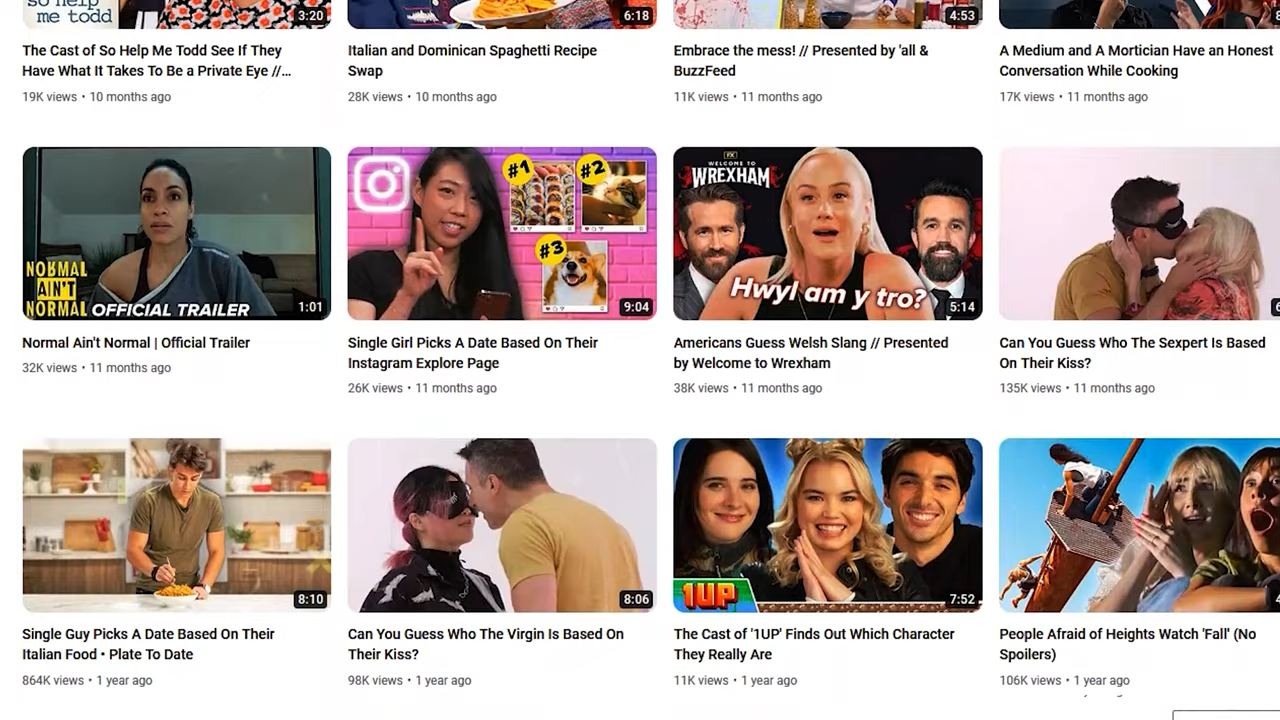 so help
me todd
3:20
6:18
4:53
The Cast of So Help Me Todd See If They
Have What It Takes To Be a Private Eye //…
19K views • 10 months ago
Italian and Dominican Spaghetti Recipe
Swap
28K views • 10 months ago
Embrace the mess! // Presented by 'all &
BuzzFeed
11K views • 11 months ago
A Medium and A Mortician Have an Honest
Conversation While Cooking
17K views • 11 months ago
NORMAL
AIN'T
NORMAL
OFFICIAL TRAILER
1:01
#1
#2
#3
9:04
FX
WELCOME TO
WREXHAM
Hwyl am y tro?
5:14
Normal Ain't Normal | Official Trailer
32K views • 11 months ago
Single Girl Picks A Date Based On Their
Instagram Explore Page
26K views • 11 months ago
Americans Guess Welsh Slang // Presented
by Welcome to Wrexham
38K views • 11 months ago
Can You Guess Who The Sexpert Is Based
On Their Kiss?
135K views • 11 months ago
8:10
8:06
1UP
7:52
Single Guy Picks A Date Based On Their
Italian Food • Plate To Date
864K views • 1 year ago
Can You Guess Who The Virgin Is Based On
Their Kiss?
98K views • 1 year ago
The Cast of '1UP' Finds Out Which Character
They Really Are
11K views • 1 year ago
People Afraid of Heights Watch 'Fall' (No
Spoilers)
106K views • 1 year ago